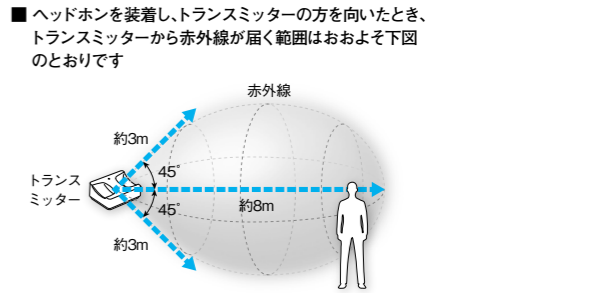 ■ ヘッドホンを装着し、トランスミッターの方を向いたとき、
トランスミッターから赤外線が届く範囲はおおよそ下図
のとおりです
赤外線
約3m
45°
トランス
ミッター
45°
約8m
約3m